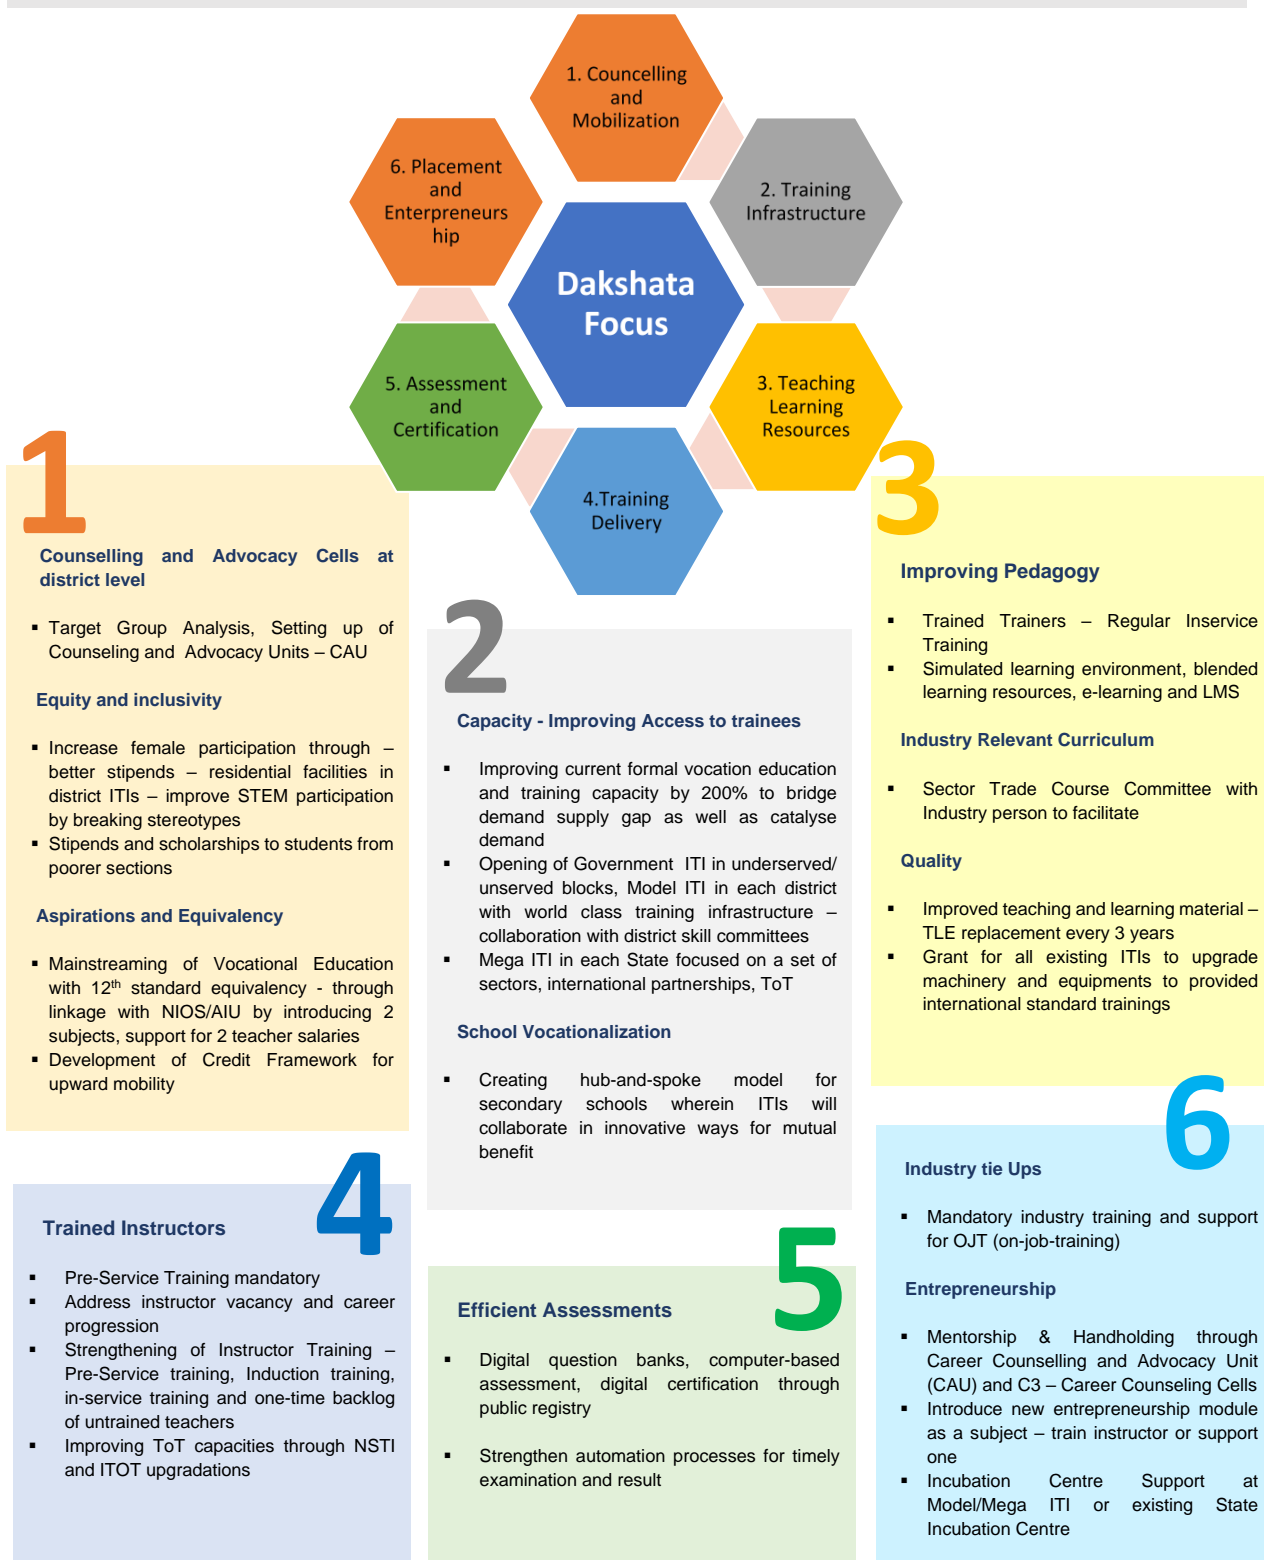 1. Councelling
and
Mobilization
2. Training
Infrastructure
3. Teaching
Learning
Resources
4.Training
Delivery
5. Assessment
and
Certification
6. Placement
and
Enterpreneurs
hip
Dakshata
Focus
1
Counselling and Advocacy Cells at
district level
▪ Target Group Analysis, Setting up of
Counseling and Advocacy Units – CAU
Equity and inclusivity
▪ Increase female participation through –
better stipends – residential facilities in
district ITIs – improve STEM participation
by breaking stereotypes
▪ Stipends and scholarships to students from
poorer sections
Aspirations and Equivalency
▪ Mainstreaming of Vocational Education
with 12th standard equivalency - through
linkage with NIOS/AIU by introducing 2
subjects, support for 2 teacher salaries
▪ Development of Credit Framework for
upward mobility
2
Capacity - Improving Access to trainees
▪ Improving current formal vocation education
and training capacity by 200% to bridge
demand supply gap as well as catalyse
demand
▪ Opening of Government ITI in underserved/
unserved blocks, Model ITI in each district
with world class training infrastructure –
collaboration with district skill committees
▪ Mega ITI in each State focused on a set of
sectors, international partnerships, ToT
School Vocationalization
▪ Creating hub-and-spoke model for
secondary schools wherein ITIs will
collaborate in innovative ways for mutual
benefit
3
Improving Pedagogy
▪ Trained Trainers – Regular Inservice
Training
▪ Simulated learning environment, blended
learning resources, e-learning and LMS
Industry Relevant Curriculum
▪ Sector Trade Course Committee with
Industry person to facilitate
Quality
▪ Improved teaching and learning material –
TLE replacement every 3 years
▪ Grant for all existing ITIs to upgrade
machinery and equipments to provided
international standard trainings
4
Trained Instructors
▪ Pre-Service Training mandatory
▪ Address instructor vacancy and career
progression
▪ Strengthening of Instructor Training –
Pre-Service training, Induction training,
in-service training and one-time backlog
of untrained teachers
▪ Improving ToT capacities through NSTI
and ITOT upgradations
5
Efficient Assessments
▪ Digital question banks, computer-based
assessment, digital certification through
public registry
▪ Strengthen automation processes for timely
examination and result
6
Industry tie Ups
▪ Mandatory industry training and support
for OJT (on-job-training)
Entrepreneurship
▪ Mentorship & Handholding through
Career Counselling and Advocacy Unit
(CAU) and C3 – Career Counseling Cells
▪ Introduce new entrepreneurship module
as a subject – train instructor or support
one
▪ Incubation Centre Support at
Model/Mega ITI or existing State
Incubation Centre